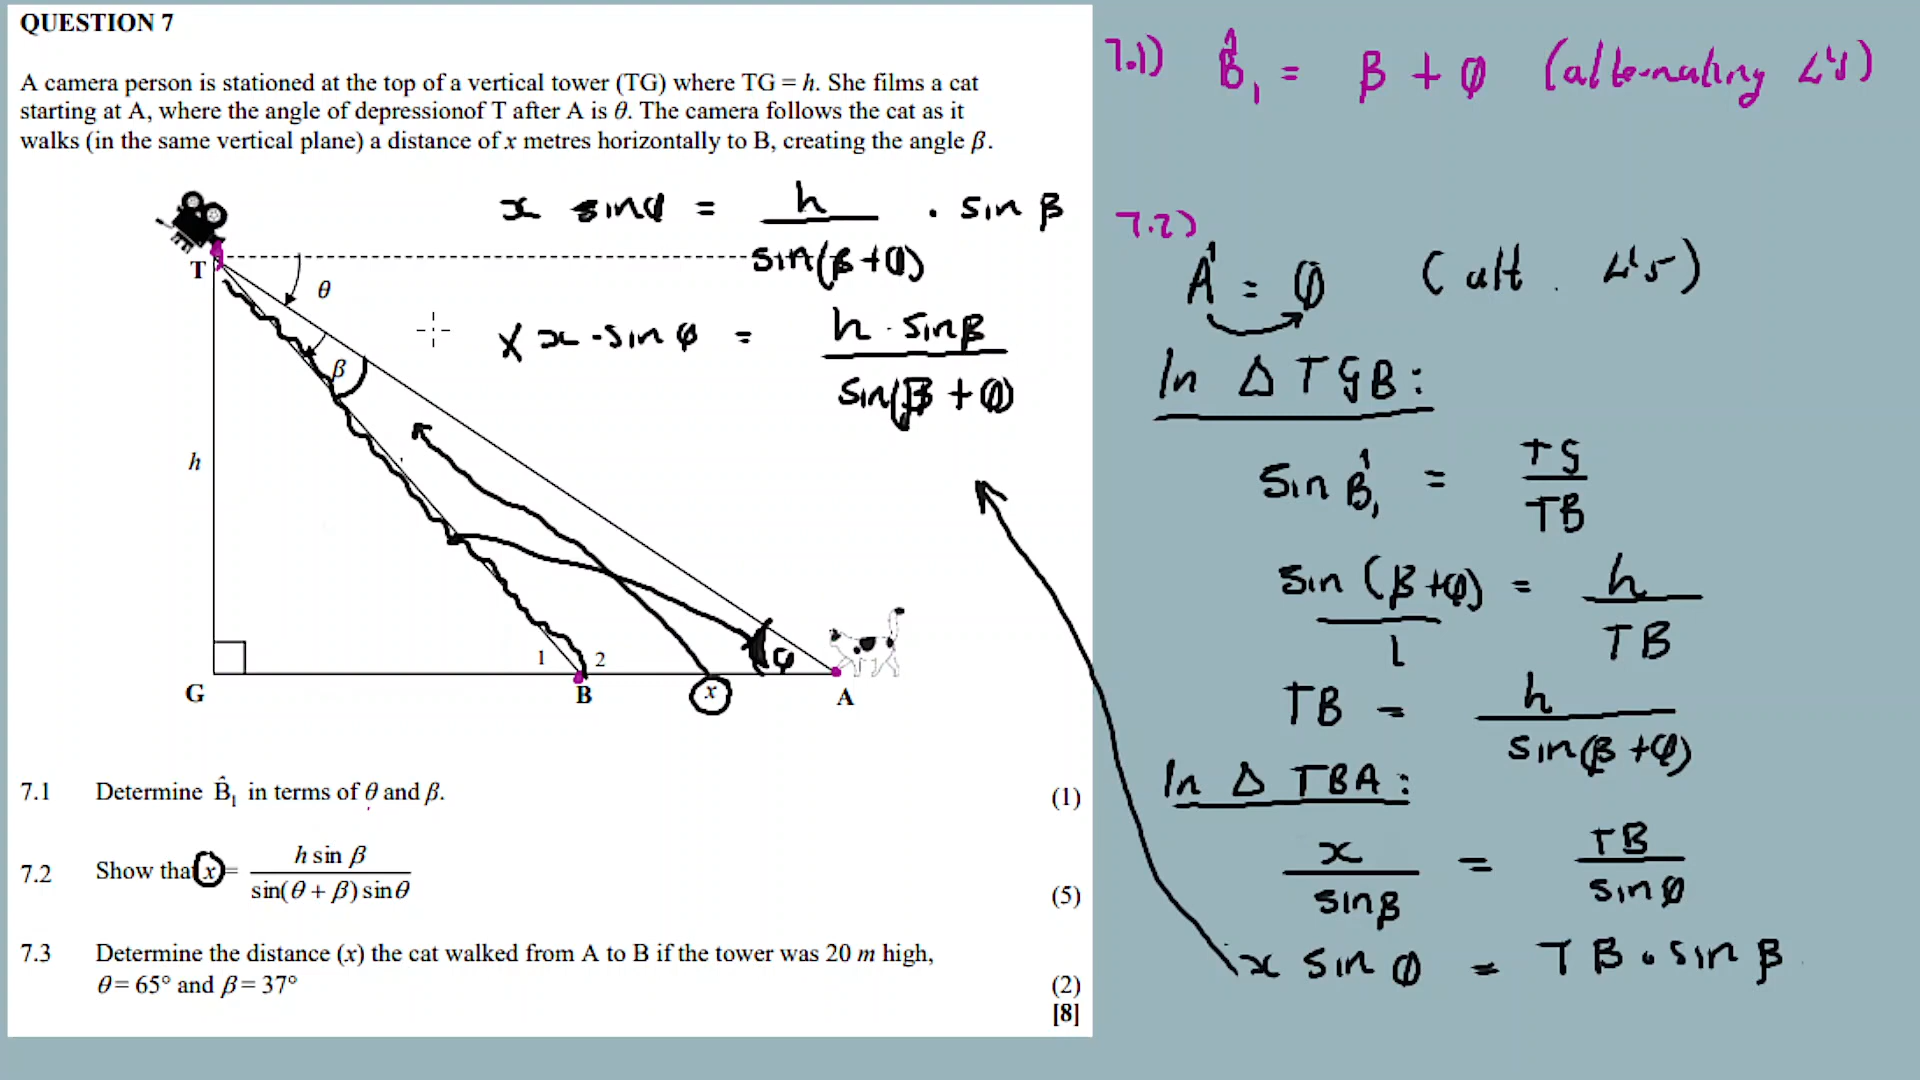 QUESTION 7
A camera person is stationed at the top of a vertical tower (TG) where TG = h. She films a cat
starting at A, where the angle of depressionof T after A is θ. The camera follows the cat as it
walks (in the same vertical plane) a distance of x metres horizontally to B, creating the angle β.
x sinθ = h / sin(β+θ) · sin β
T
θ
x · sin θ = h · sinβ / sin(β + θ)
β
h
1
2
θ
G
B
x
A
7.1 Determine B̂₁ in terms of θ and β. (1)
7.2 Show that x = h sin β / sin(θ + β) sin θ (5)
7.3 Determine the distance (x) the cat walked from A to B if the tower was 20 m high,
θ= 65° and β= 37° (2)
[8]
7.1) B̂₁ = β + θ (alternating ∠'s)
7.2)
Â = θ (alt. ∠'s)
In Δ TGB:
sin B̂₁ = TG / TB
sin (β+θ) / 1 = h / TB
TB = h / sin(β+θ)
In Δ TBA:
x / sinβ = TB / sinθ
x sin θ = TB . sin β